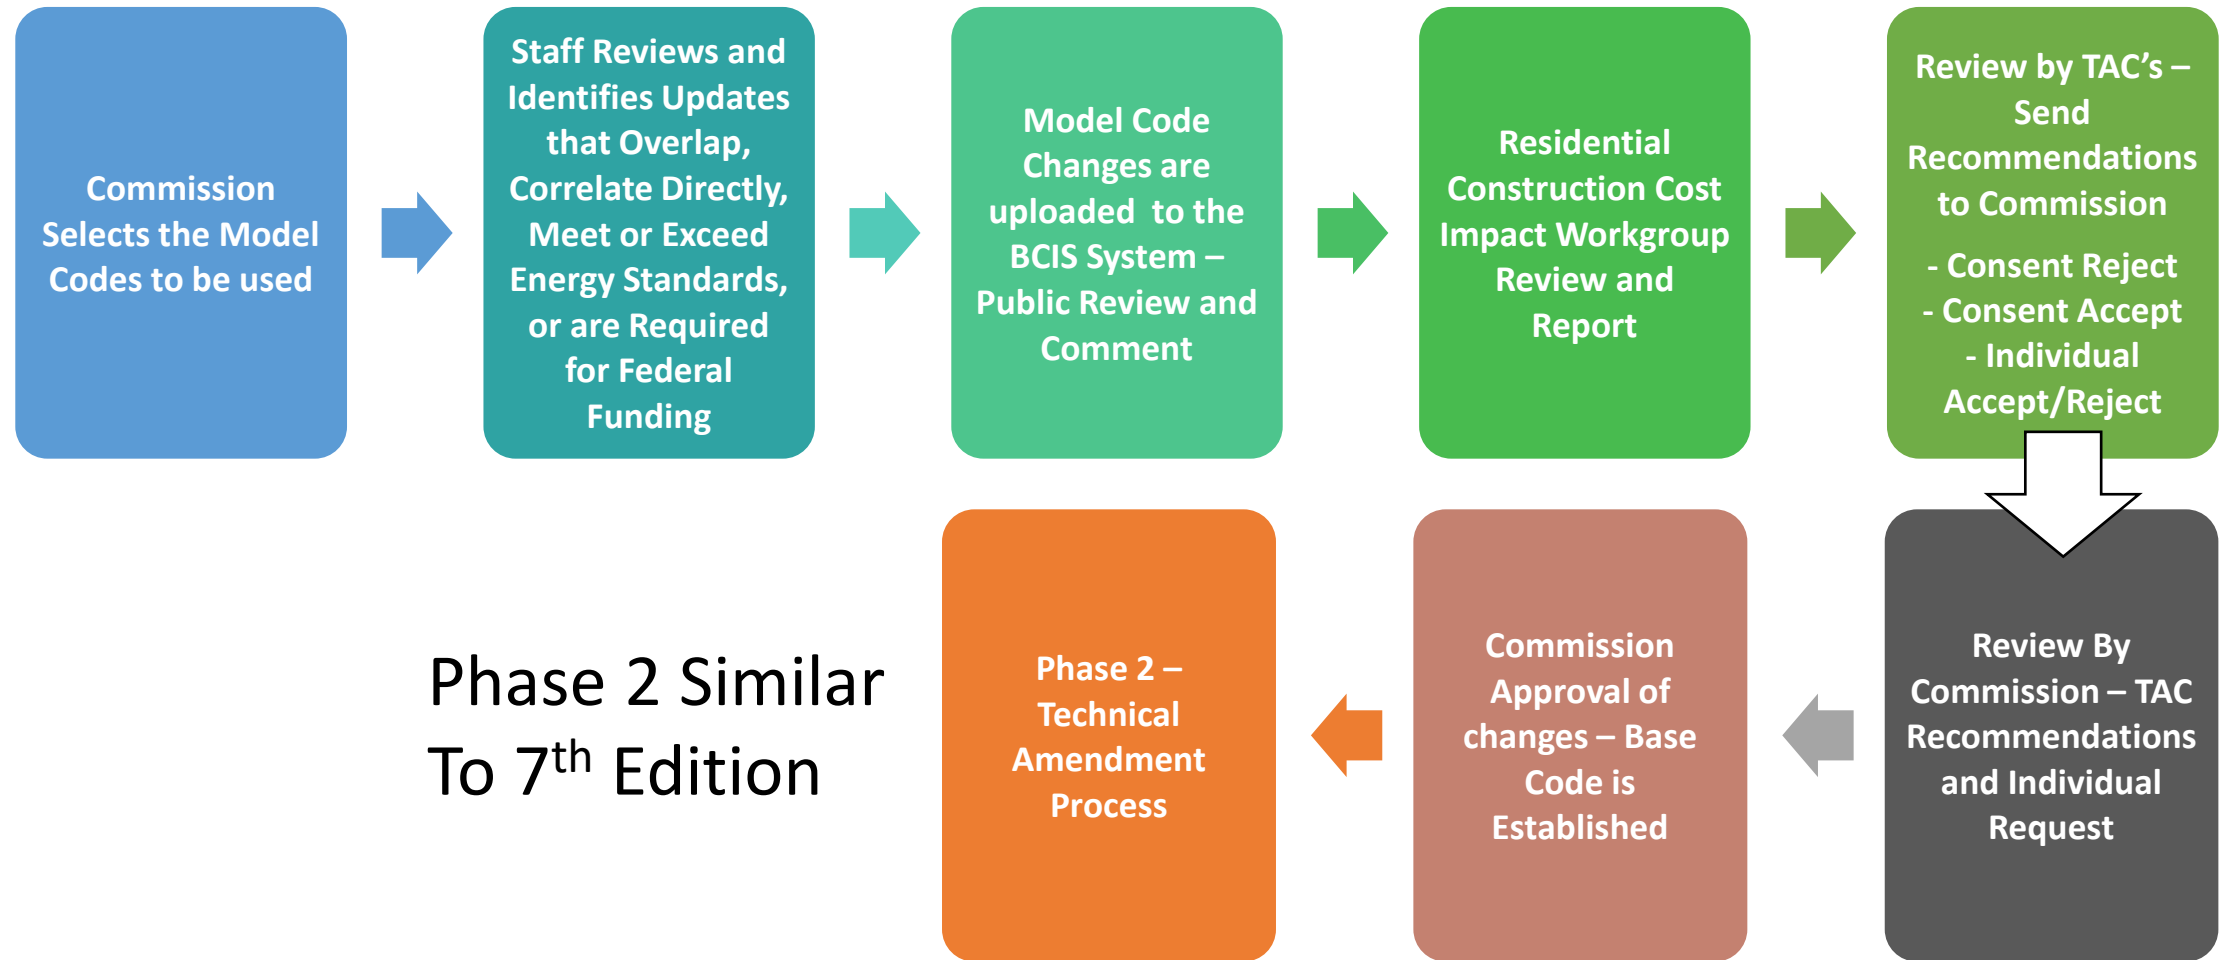 Commission
Selects the Model
Codes to be used
Staff Reviews and
Identifies Updates
that Overlap,
Correlate Directly,
Meet or Exceed
Energy Standards,
or are Required
for Federal
Funding
Model Code
Changes are
uploaded  to the
BCIS System –
Public Review and
Comment
Residential
Construction Cost
Impact Workgroup
Review and
Report
Review by TAC’s –
Send
Recommendations
to Commission
- Consent Reject
- Consent Accept
- Individual
Accept/Reject
Review By
Commission – TAC
Recommendations
and Individual
Request
Commission
Approval of
changes – Base
Code is
Established
Phase 2 –
Technical
Amendment
Process
Phase 2 Similar
To 7th Edition